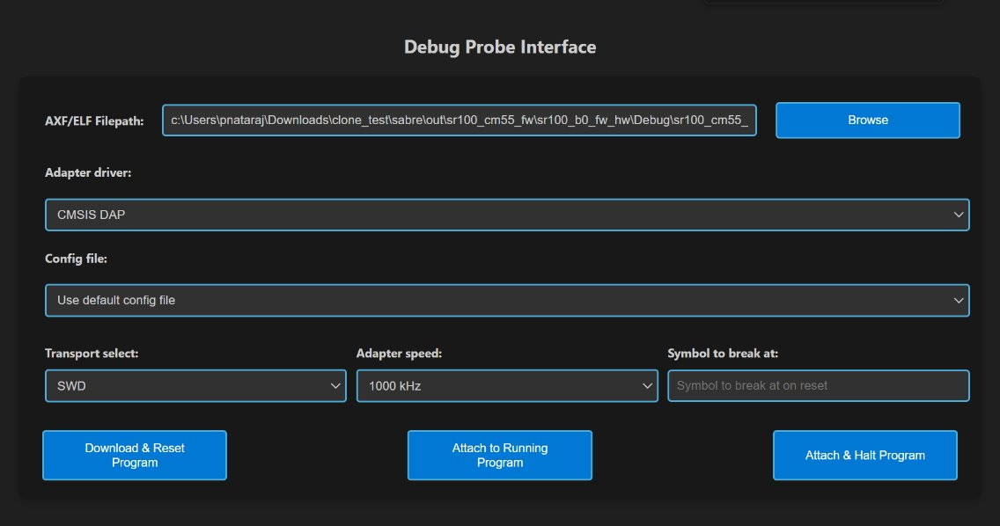 Debug Probe Interface
AXF/ELF Filepath: c:\Users\pnataraj\Downloads\clone_test\sabre\out\sr100_cm55_fw\sr100_b0_fw_hw\Debug\sr100_cm55_ Browse
Adapter driver:
CMSIS DAP
Config file:
Use default config file
Transport select: Adapter speed: Symbol to break at:
SWD 1000 kHz Symbol to break at on reset
Download & Reset
Program
Attach to Running
Program
Attach & Halt Program